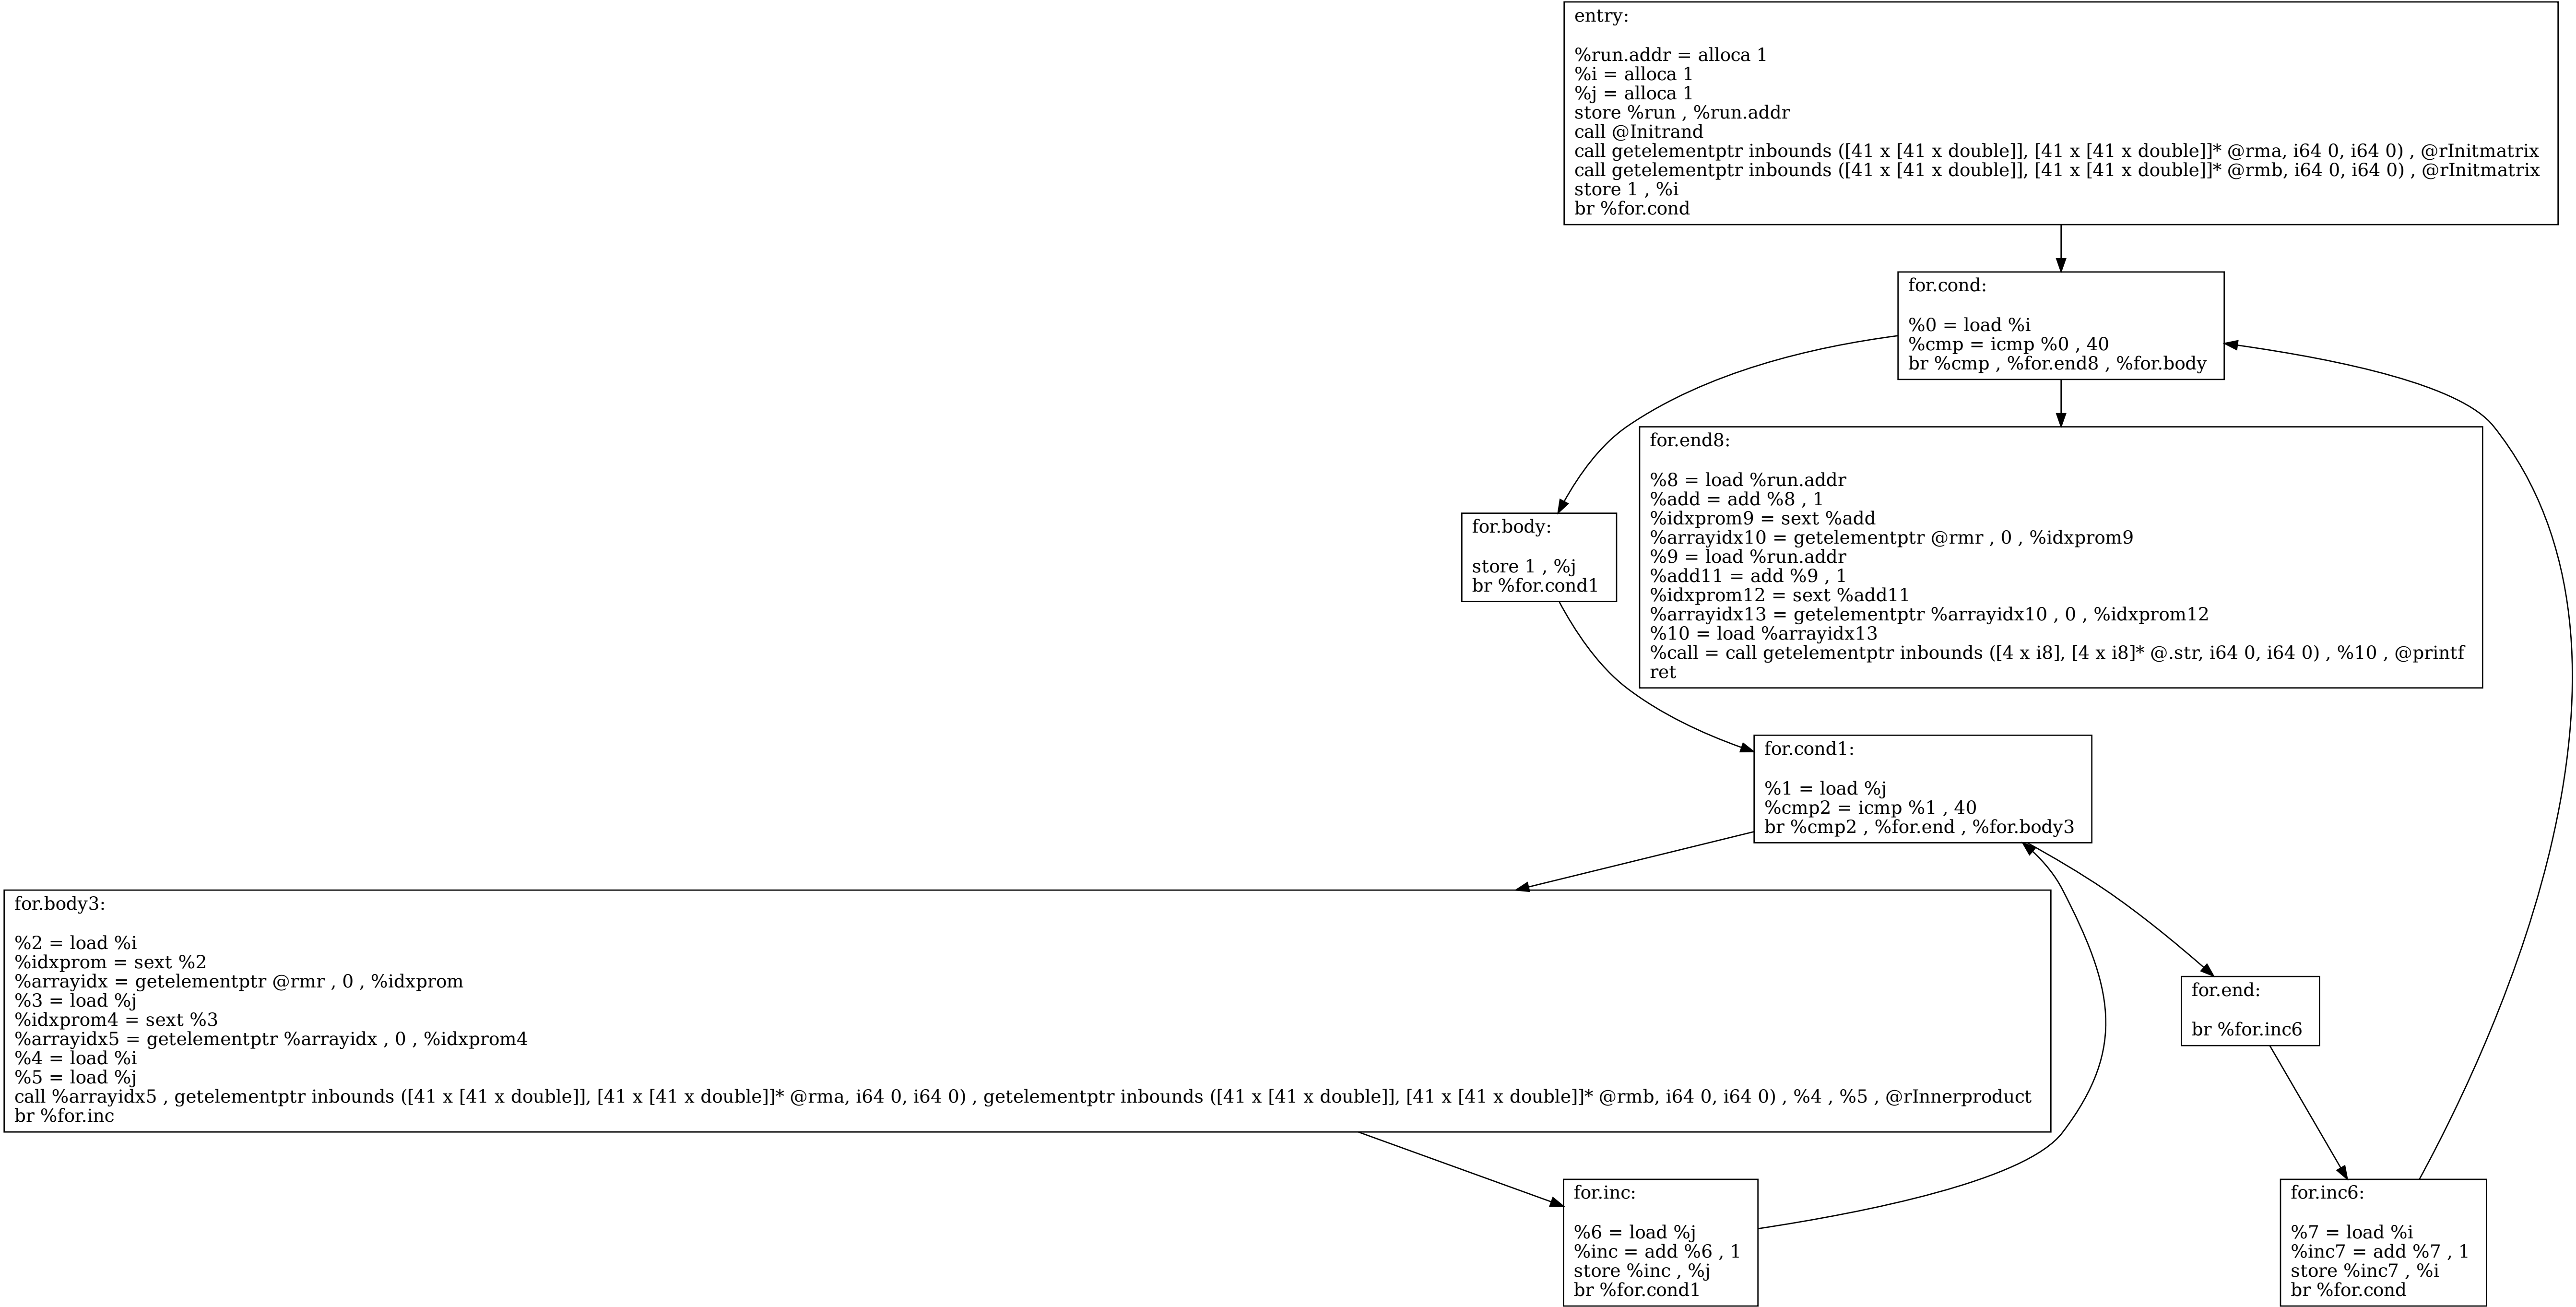 entry:
%run.addr = alloca 1
%i = alloca 1
%j = alloca 1
store %run , %run.addr
call @Initrand
call getelementptr inbounds ([41 x [41 x double]], [41 x [41 x double]]* @rma, i64 0, i64 0) , @rInitmatrix
call getelementptr inbounds ([41 x [41 x double]], [41 x [41 x double]]* @rmb, i64 0, i64 0) , @rInitmatrix
store 1 , %i
br %for.cond
for.cond:
%0 = load %i
%cmp = icmp %0 , 40
br %cmp , %for.end8 , %for.body
for.end8:
%8 = load %run.addr
%add = add %8 , 1
%idxprom9 = sext %add
%arrayidx10 = getelementptr @rmr , 0 , %idxprom9
%9 = load %run.addr
%add11 = add %9 , 1
%idxprom12 = sext %add11
%arrayidx13 = getelementptr %arrayidx10 , 0 , %idxprom12
%10 = load %arrayidx13
%call = call getelementptr inbounds ([4 x i8], [4 x i8]* @.str, i64 0, i64 0) , %10 , @printf
ret
for.body:
store 1 , %j
br %for.cond1
for.cond1:
%1 = load %j
%cmp2 = icmp %1 , 40
br %cmp2 , %for.end , %for.body3
for.body3:
%2 = load %i
%idxprom = sext %2
%arrayidx = getelementptr @rmr , 0 , %idxprom
%3 = load %j
%idxprom4 = sext %3
%arrayidx5 = getelementptr %arrayidx , 0 , %idxprom4
%4 = load %i
%5 = load %j
call %arrayidx5 , getelementptr inbounds ([41 x [41 x double]], [41 x [41 x double]]* @rma, i64 0, i64 0) , getelementptr inbounds ([41 x [41 x double]], [41 x [41 x double]]* @rmb, i64 0, i64 0) , %4 , %5 , @rInnerproduct
br %for.inc
for.end:
br %for.inc6
for.inc:
%6 = load %j
%inc = add %6 , 1
store %inc , %j
br %for.cond1
for.inc6:
%7 = load %i
%inc7 = add %7 , 1
store %inc7 , %i
br %for.cond